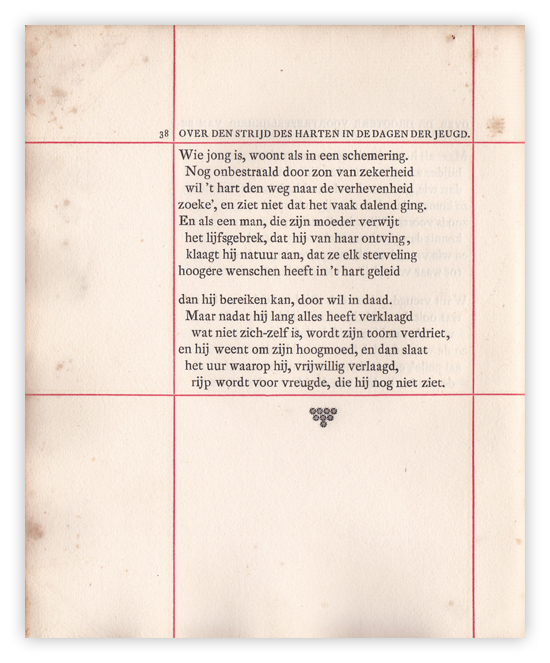 38 OVER DEN STRIJD DES HARTEN IN DE DAGEN DER JEUGD.
Wie jong is, woont als in een schemering.
Nog onbestraald door zon van zekerheid
wil 't hart den weg naar de verhevenheid
zoeke', en ziet niet dat het vaak dalend ging.
En als een man, die zijn moeder verwijt
het lijfsgebrek, dat hij van haar ontving,
klaagt hij natuur aan, dat ze elk sterveling
hoogere wenschen heeft in 't hart geleid
dan hij bereiken kan, door wil in daad.
Maar nadat hij lang alles heeft verklaagd
wat niet zich-zelf is, wordt zijn toorn verdriet,
en hij weent om zijn hoogmoed, en dan slaat
het uur waarop hij, vrijwillig verlaagd,
rijp wordt voor vreugde, die hij nog niet ziet.